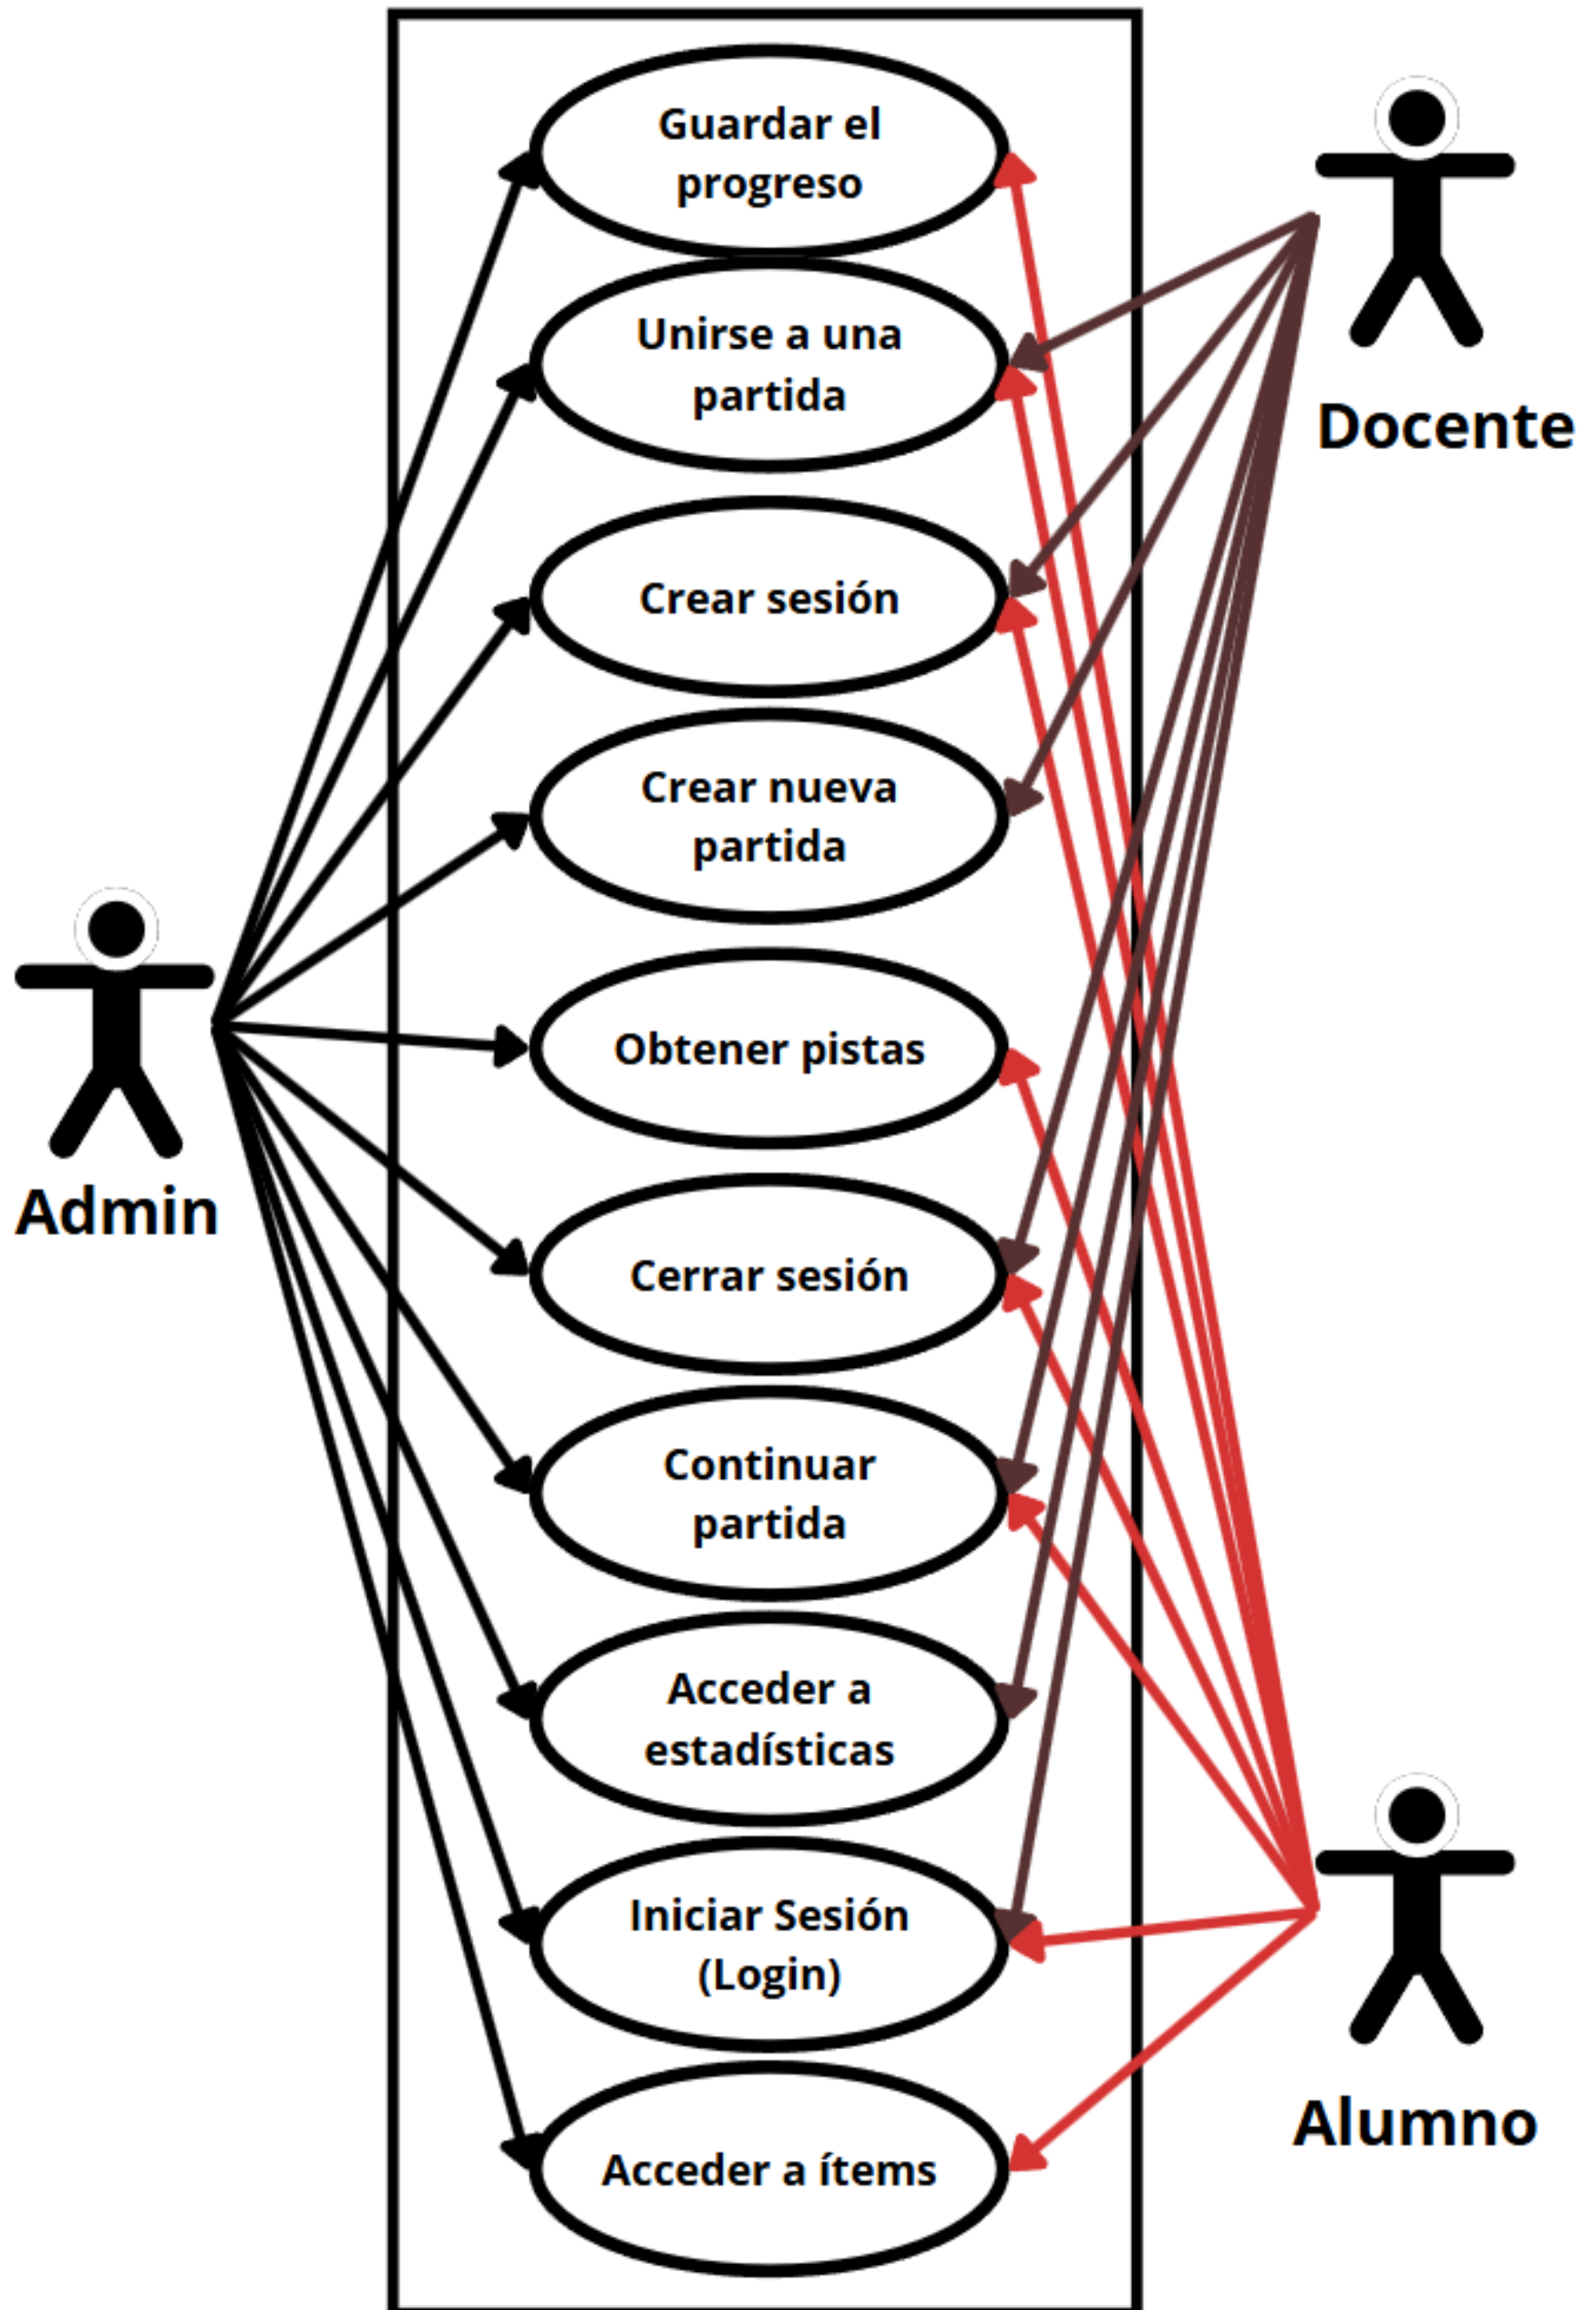 Guardar el
progreso
Unirse a una
partida
Docente
Crear sesión
Crear nueva
partida
Obtener pistas
Admin
Cerrar sesión
Continuar
partida
Acceder a
estadísticas
Iniciar Sesión
(Login)
Alumno
Acceder a ítems